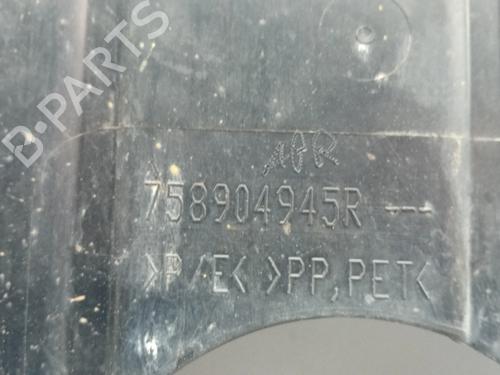 B-PARTS
758904945R ---
>P/E< >PP,PET<